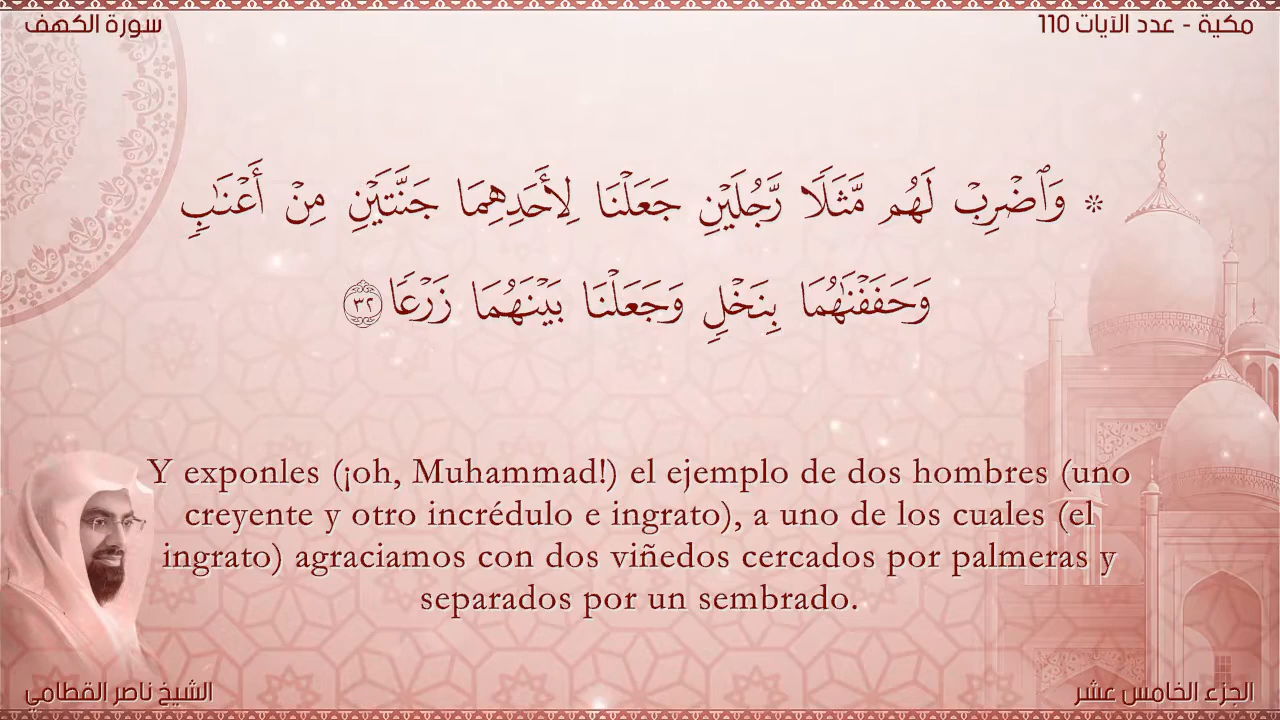 سورة الكهف
مكية - عدد الآيات 110
۞ وَٱضۡرِبۡ لَهُم مَّثَلٗا رَّجُلَيۡنِ جَعَلۡنَا لِأَحَدِهِمَا جَنَّتَيۡنِ مِنۡ أَعۡنَٰبٖ
وَحَفَفۡنَٰهُمَا بِنَخۡلٖ وَجَعَلۡنَا بَيۡنَهُمَا زَرۡعٗا ٣٢
Y exponles (¡oh, Muhammad!) el ejemplo de dos hombres (uno
creyente y otro incrédulo e ingrato), a uno de los cuales (el
ingrato) agraciamos con dos viñedos cercados por palmeras y
separados por un sembrado.
الشيخ ناصر القطامي
الجزء الخامس عشر